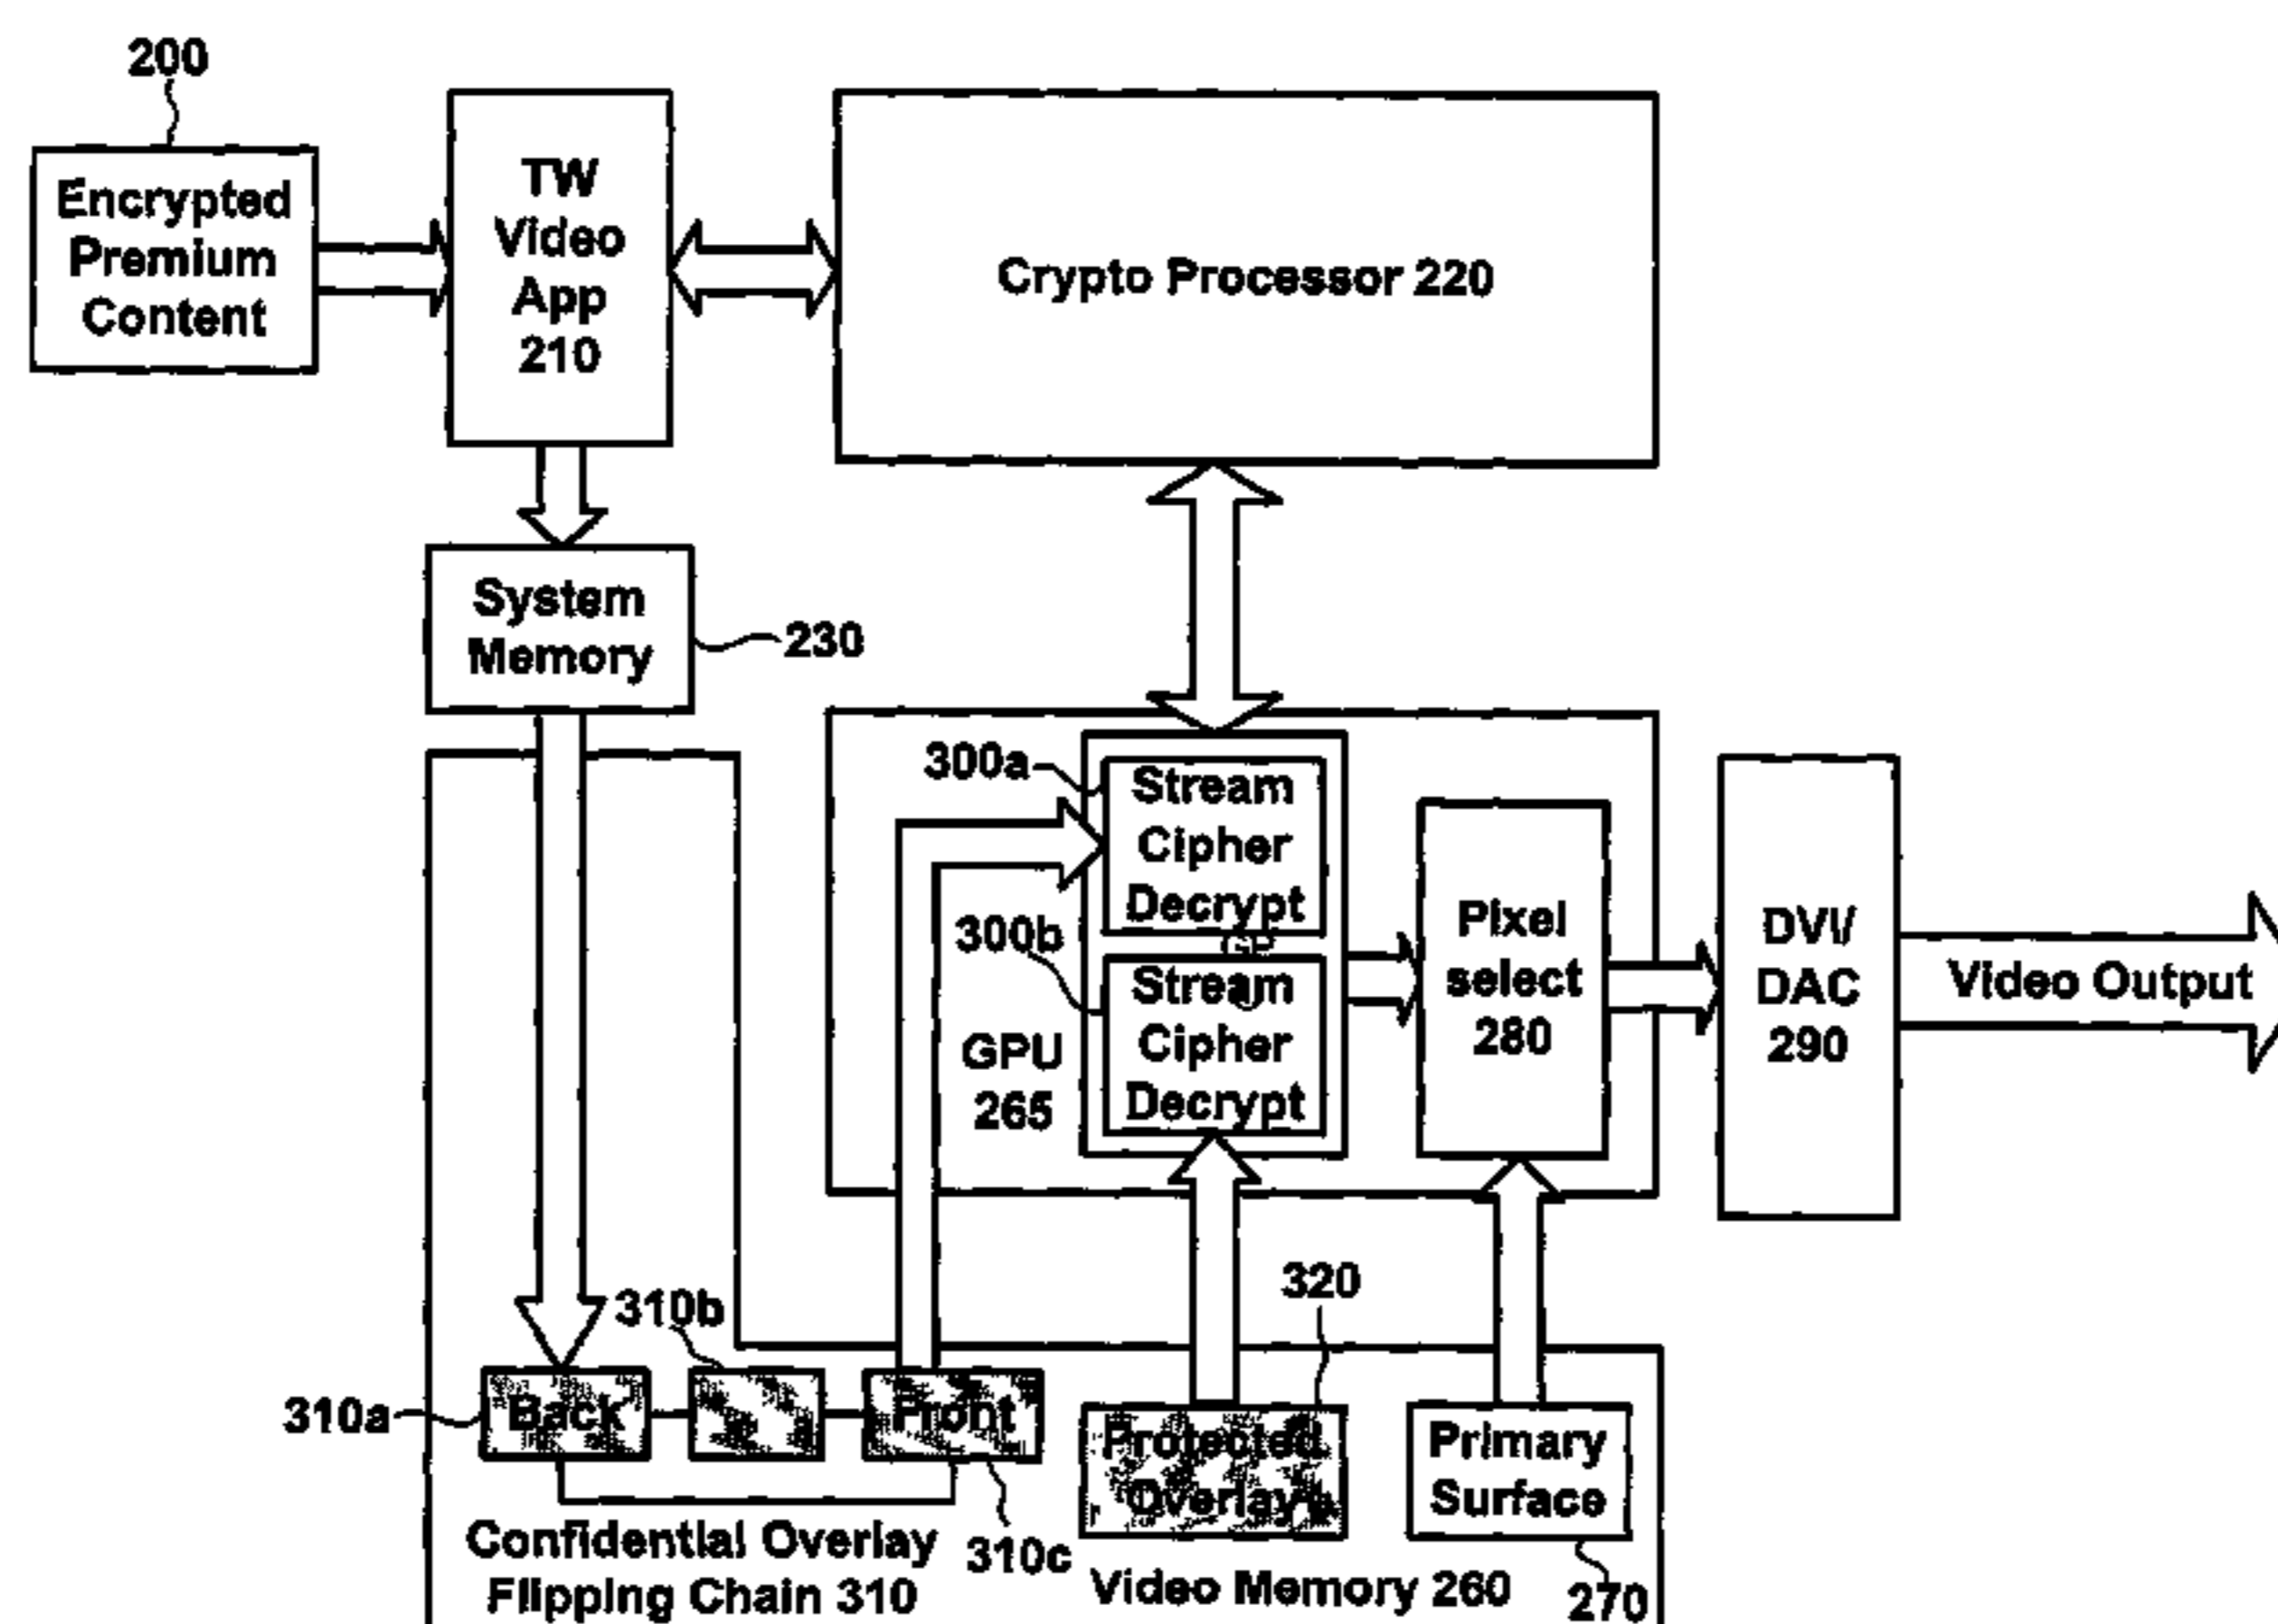 200
Encrypted
Premium
Content
TW
Video
App
210
Crypto Processor 220
System
Memory
230
300a
Stream
Cipher
Decrypt
300b
Stream
Cipher
Decrypt
GPU
265
Pixel
select
280
DVI/
DAC
290
Video Output
310a
Back
310b
Front
310c
Confidential Overlay
Flipping Chain 310
320
Protected
Overlay
Primary
Surface
270
Video Memory 260